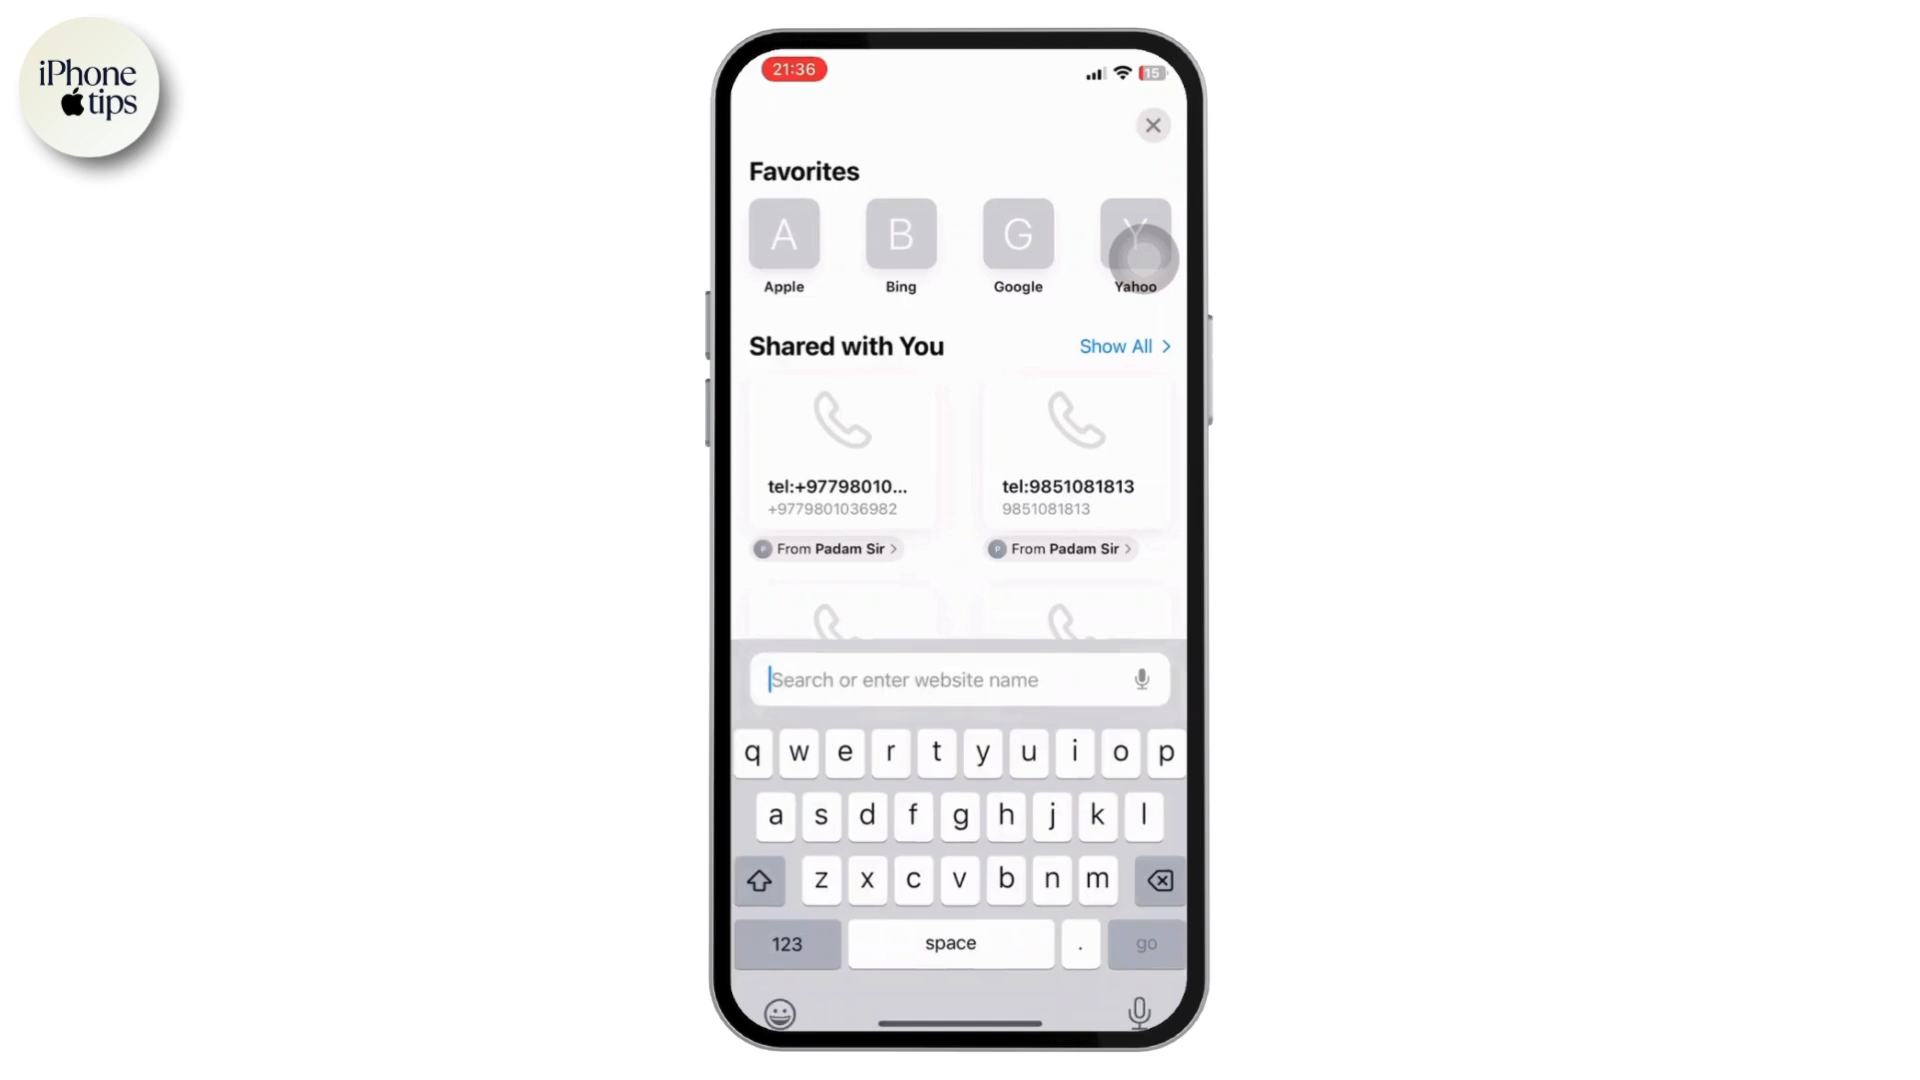 iPhone
tips
21:36
15
Favorites
A B G Y
Apple Bing Google Yahoo
Shared with You Show All >
tel:+97798010... tel:9851081813
+9779801036982 9851081813
P From Padam Sir > P From Padam Sir >
Search or enter website name
q w e r t y u i o p
a s d f g h j k l
z x c v b n m
123 space . go